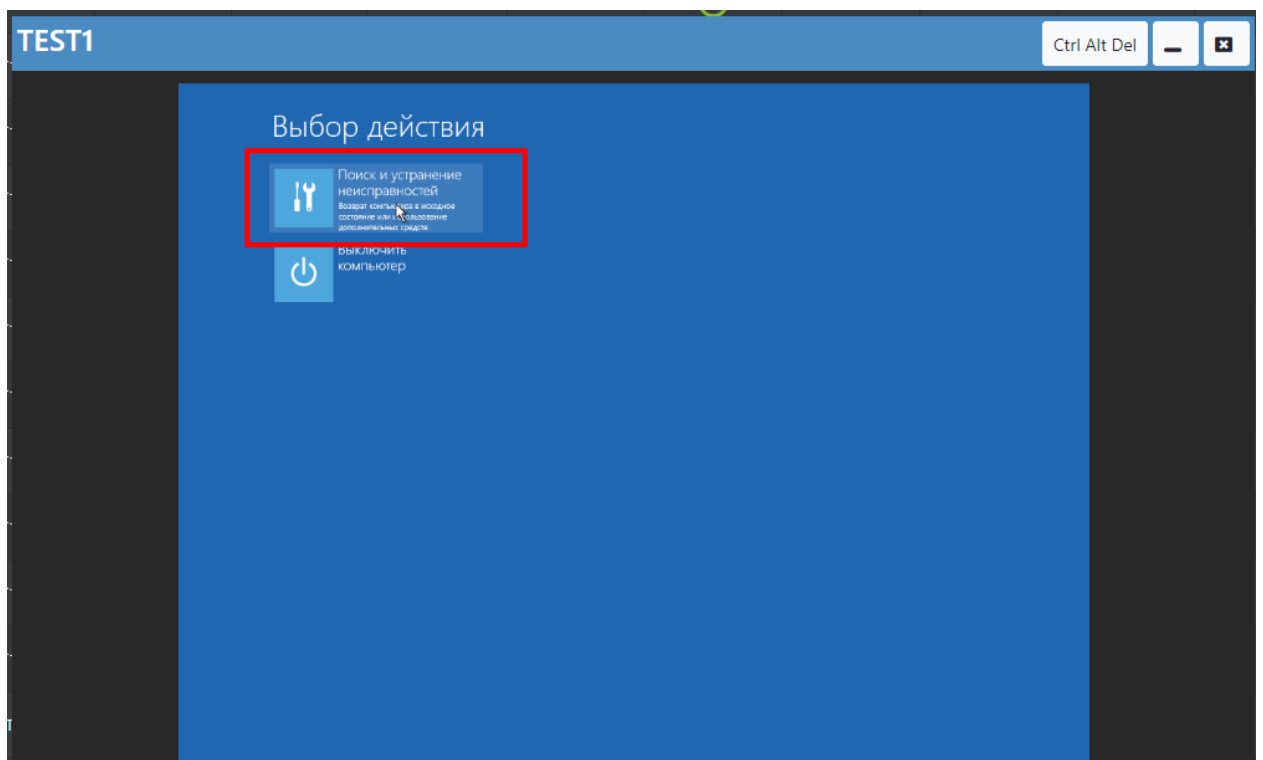 TEST1
Ctrl Alt Del
Выбор действия
Поиск и устранение
неисправностей
Возврат компьютера в исходное
состояние или использование
дополнительных средств
Выключить
компьютер